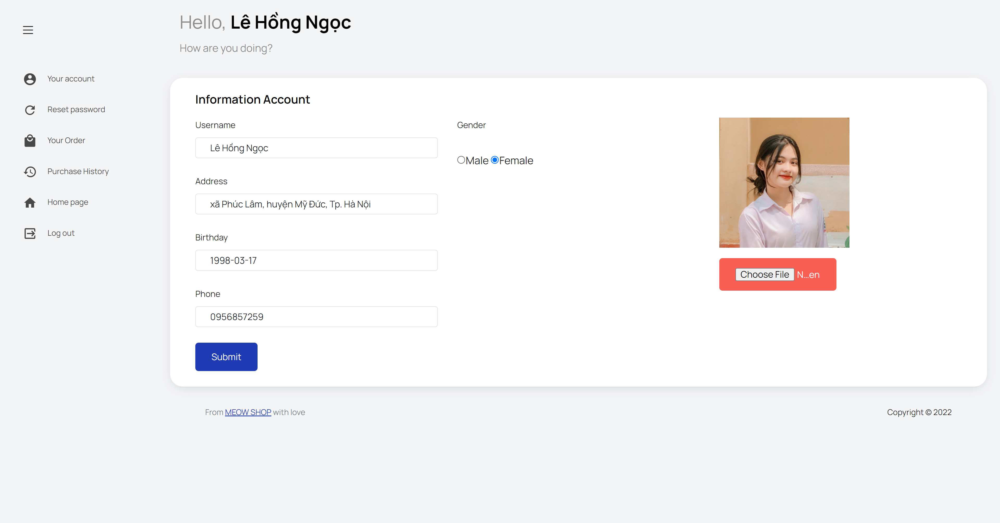 Hello, Lê Hồng Ngọc
How are you doing?
Your account
Reset password
Your Order
Purchase History
Home page
Log out
Information Account
Username
Lê Hồng Ngọc
Address
xã Phúc Lâm, huyện Mỹ Đức, Tp. Hà Nội
Birthday
1998-03-17
Phone
0956857259
Submit
Gender
Male Female
Choose File N...en
From MEOW SHOP with love
Copyright © 2022